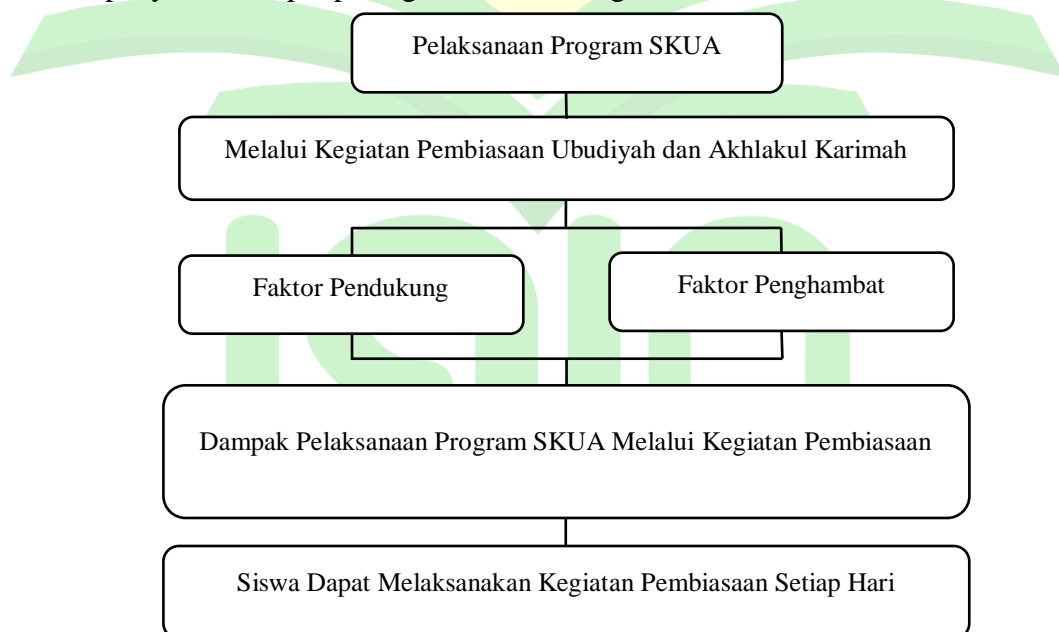 Pelaksanaan Program SKUA
Melalui Kegiatan Pembiasaan Ubudiyah dan Akhlakul Karimah
Faktor Pendukung
Faktor Penghambat
Dampak Pelaksanaan Program SKUA Melalui Kegiatan Pembiasaan
Siswa Dapat Melaksanakan Kegiatan Pembiasaan Setiap Hari